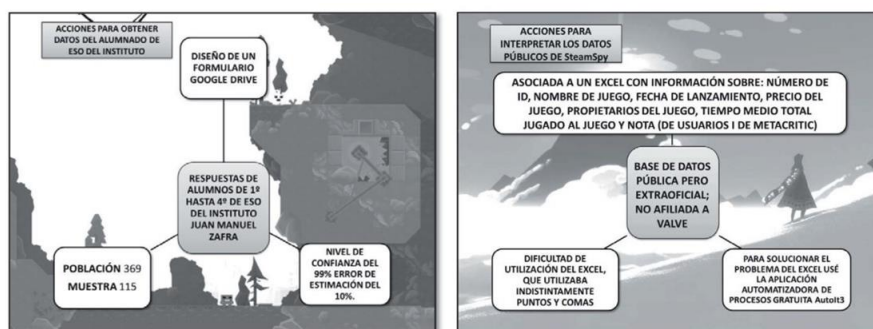 ACCIONES PARA OBTENER
DATOS DEL ALUMNADO DE
ESO DEL INSTITUTO
DISEÑO DE UN
FORMULARIO
GOOGLE DRIVE
RESPUESTAS DE
ALUMNOS DE 1º
HASTA 4º DE ESO
DEL INSTITUTO
JUAN MANUEL
ZAFRA
POBLACIÓN 369
MUESTRA 115
NIVEL DE
CONFIANZA DEL
99% ERROR DE
ESTIMACIÓN DEL
10%.
ACCIONES PARA
INTERPRETAR LOS DATOS
PÚBLICOS DE SteamSpy
ASOCIADA A UN EXCEL CON INFORMACIÓN SOBRE: NÚMERO DE
ID, NOMBRE DE JUEGO, FECHA DE LANZAMIENTO, PRECIO DEL
JUEGO, PROPIETARIOS DEL JUEGO, TIEMPO MEDIO TOTAL
JUGADO AL JUEGO Y NOTA (DE USUARIOS I DE METACRITIC)
BASE DE DATOS
PÚBLICA PERO
EXTRAOFICIAL;
NO AFILIADA A
VALVE
DIFICULTAD DE
UTILIZACIÓN DEL EXCEL,
QUE UTILIZABA
INDISTINTAMENTE
PUNTOS Y COMAS
PARA SOLUCIONAR EL
PROBLEMA DEL EXCEL USÉ
LA APLICACIÓN
AUTOMATIZADORA DE
PROCESOS GRATUITA AutoIt3